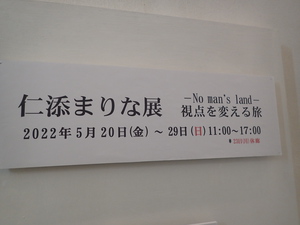 仁添まりな展 －No man's land－ 視点を変える旅
2022年5月20日(金) ～ 29日(日) 11:00～17:00